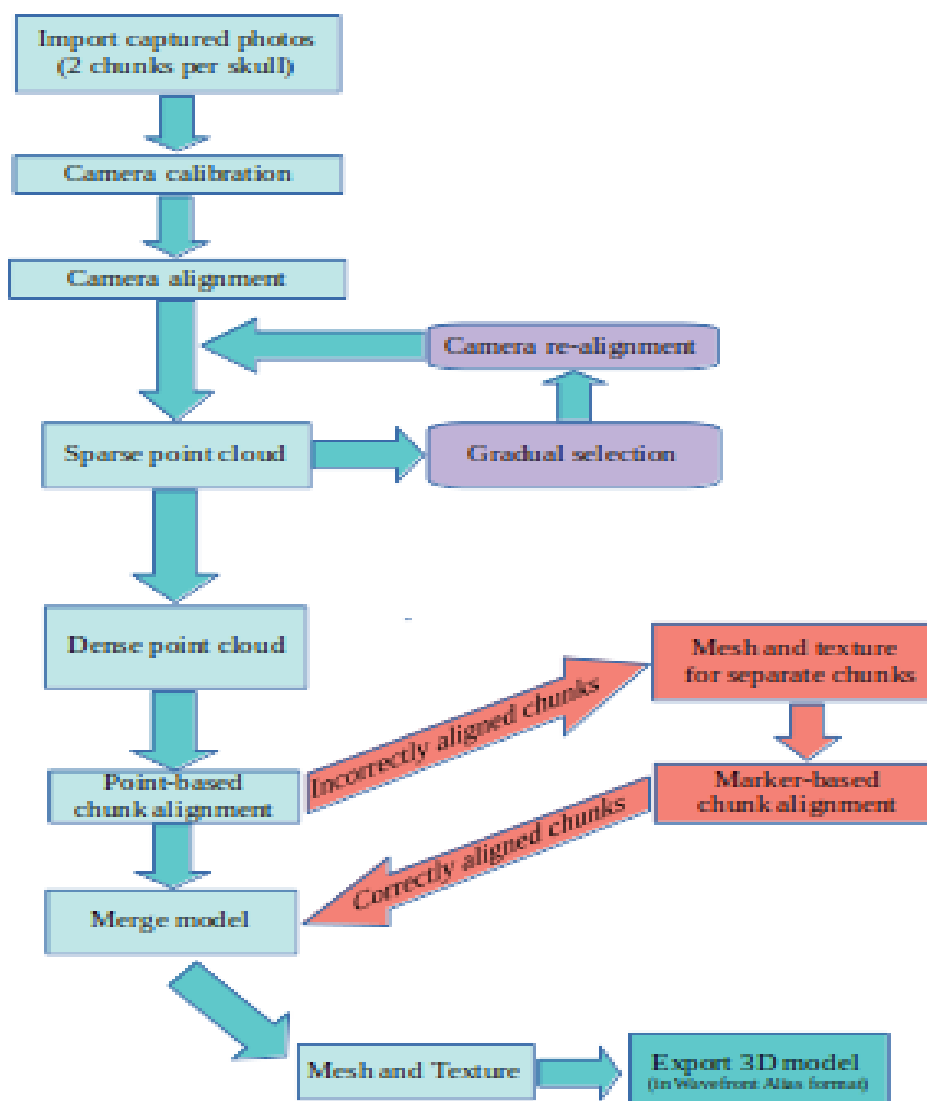 Import captured photos
(2 chunks per skull)
Camera calibration
Camera alignment
Camera re-alignment
Sparse point cloud
Gradual selection
Dense point cloud
Mesh and texture
for separate chunks
Incorrectly aligned chunks
Point-based
chunk alignment
Marker-based
chunk alignment
Correctly aligned chunks
Merge model
Mesh and Texture
Export 3D model
(in Wavefront Alias format)